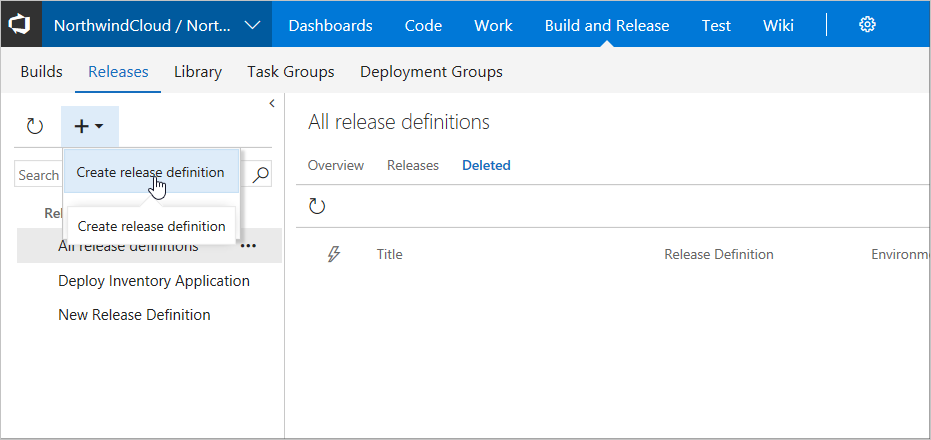 NorthwindCloud / Nort...
Dashboards
Code
Work
Build and Release
Test
Wiki
Builds
Releases
Library
Task Groups
Deployment Groups
Search
Create release definition
Create release definition
All release definitions
Deploy Inventory Application
New Release Definition
All release definitions
Overview
Releases
Deleted
Title
Release Definition